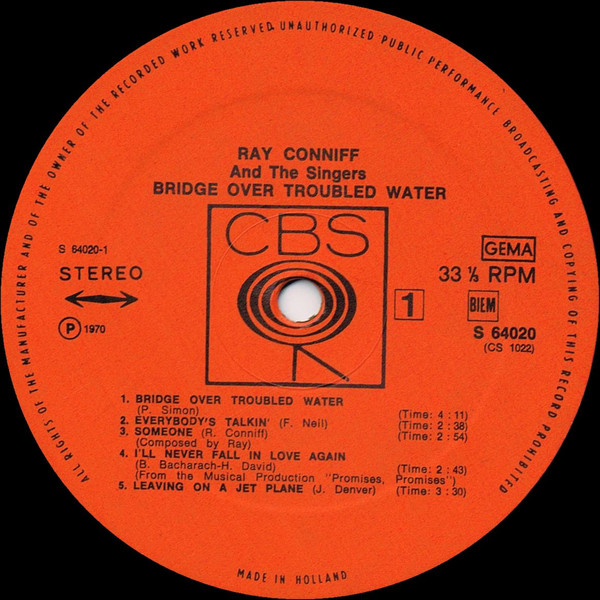 ALL RIGHTS OF THE MANUFACTURER AND OF THE OWNER OF THE RECORDED WORK RESERVED. UNAUTHORIZED PUBLIC PERFORMANCE BROADCASTING AND COPYING OF THIS RECORD PROHIBITED
RAY CONNIFF
And The Singers
BRIDGE OVER TROUBLED WATER
CBS
S 64020-1
STEREO
P 1970
GEMA
33 ⅓ RPM
1 BIEM
S 64020
(CS 1022)
1. BRIDGE OVER TROUBLED WATER
(P. Simon) (Time: 4 : 11)
2. EVERYBODY'S TALKIN' (F. Neil) (Time: 2 : 38)
3. SOMEONE (R. Conniff) (Time: 2 : 54)
(Composed by Ray)
4. I'LL NEVER FALL IN LOVE AGAIN
(B. Bacharach-H. David) (Time: 2 : 43)
(From the Musical Production "Promises, Promises")
5. LEAVING ON A JET PLANE (J. Denver) (Time: 3 : 30)
MADE IN HOLLAND